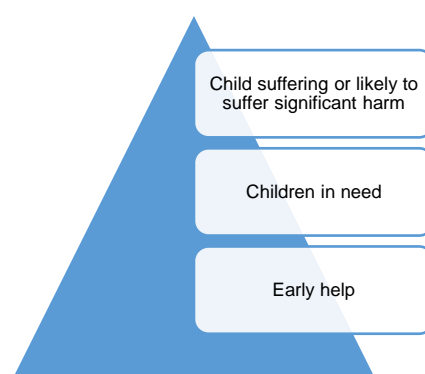 Child suffering or likely to
suffer significant harm
Children in need
Early help